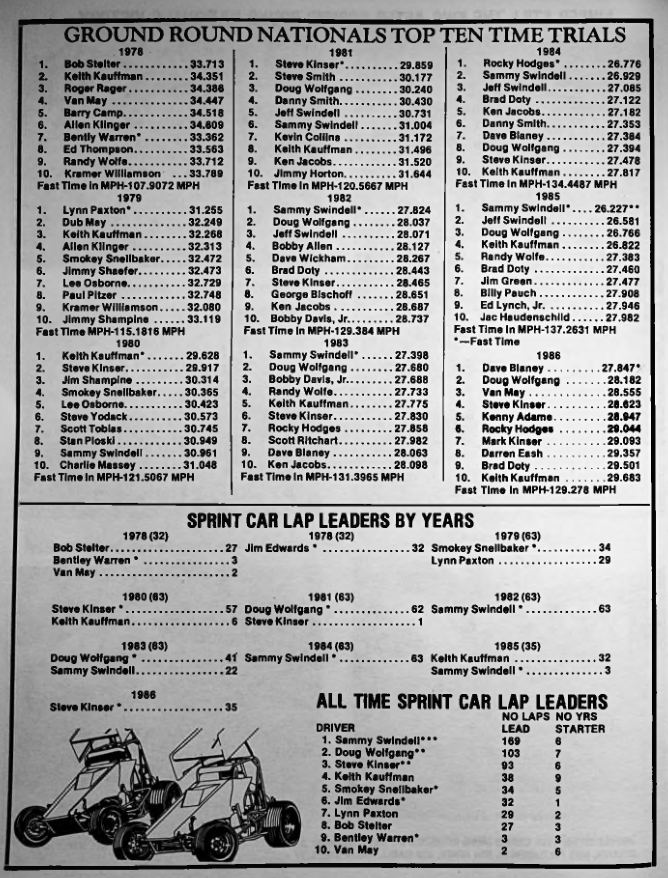 GROUND ROUND NATIONALS TOP TEN TIME TRIALS
1978
1. Bob Stelter 33.713
2. Keith Kauffman 34.351
3. Roger Rager 34.386
4. Van May 34.447
5. Barry Camp 34.518
6. Allen Klinger 34.609
7. Bently Warren* 33.362
8. Ed Thompson 33.563
9. Randy Wolfe 33.712
10. Kramer Williamson 33.789
Fast Time in MPH-107.9072 MPH
1979
1. Lynn Paxton* 31.255
2. Dub May 32.249
3. Keith Kauffman 32.268
4. Allen Klinger 32.313
5. Smokey Snellbaker 32.472
6. Jimmy Shaefer 32.473
7. Lee Osborne 32.729
8. Paul Pitzer 32.748
9. Kramer Williamson 32.080
10. Jimmy Shampine 33.119
Fast Time MPH-115.1816 MPH
1980
1. Keith Kauffman* 29.628
2. Steve Kinser 29.917
3. Jim Shampine 30.314
4. Smokey Snellbaker 30.365
5. Lee Osborne 30.423
6. Steve Yodack 30.573
7. Scott Tobias 30.745
8. Stan Ploski 30.949
9. Sammy Swindell 30.961
10. Charlie Massey 31.048
Fast Time in MPH-121.5067 MPH
1981
1. Steve Kinser* 29.859
2. Steve Smith 30.177
3. Doug Wolfgang 30.240
4. Danny Smith 30.430
5. Jeff Swindell 30.731
6. Sammy Swindell 31.004
7. Kevin Collins 31.172
8. Keith Kauffman 31.496
9. Ken Jacobs 31.520
10. Jimmy Horton 31.644
Fast Time in MPH-120.5667 MPH
1982
1. Sammy Swindell* 27.824
2. Doug Wolfgang 28.037
3. Jeff Swindell 28.071
4. Bobby Allen 28.127
5. Dave Wickham 28.267
6. Brad Doty 28.443
7. Steve Kinser 28.465
8. George Bischoff 28.651
9. Ken Jacobs 28.687
10. Bobby Davis, Jr. 28.737
Fast Time MPH-129.384 MPH
1983
1. Sammy Swindell* 27.398
2. Doug Wolfgang 27.680
3. Bobby Davis, Jr. 27.688
4. Randy Wolfe 27.733
5. Keith Kauffman 27.775
6. Steve Kinser 27.830
7. Rocky Hodges 27.858
8. Scott Ritchart 27.982
9. Dave Blaney 28.063
10. Ken Jacobs 28.098
Fast Time in MPH-131.3965 MPH
1984
1. Rocky Hodges* 26.776
2. Sammy Swindell 26.929
3. Jeff Swindell 27.085
4. Brad Doty 27.122
5. Ken Jacobs 27.182
6. Danny Smith 27.353
7. Dave Blaney 27.384
8. Doug Wolfgang 27.394
9. Steve Kinser 27.478
10. Keith Kauffman 27.817
Fast Time in MPH-134.4487 MPH
1985
1. Sammy Swindell* 26.227**
2. Jeff Swindell 26.581
3. Doug Wolfgang 26.766
4. Keith Kauffman 26.822
5. Randy Wolfe 27.383
6. Brad Doty 27.460
7. Jim Green 27.477
8. Billy Pauch 27.908
9. Ed Lynch, Jr. 27.946
10. Jac Haudenschild 27.982
Fast Time MPH-137.2631 MPH
*—Fast Time
1986
1. Dave Blaney 27.847*
2. Doug Wolfgang 28.182
3. Van May 28.555
4. Steve Kinser 28.823
5. Kenny Adams 28.947
6. Rocky Hodges 29.044
7. Mark Kinser 29.093
8. Darren Eash 29.357
9. Brad Doty 29.501
10. Keith Kauffman 29.683
Fast Time MPH-129.278 MPH
SPRINT CAR LAP LEADERS BY YEARS
1978 (32)
Bob Stelter 27
Bentley Warren * 3
Van May 2
1978 (32)
Jim Edwards * 32
1979 (63)
Smokey Snellbaker * 34
Lynn Paxton 29
1980 (63)
Steve Kinser * 57
Keith Kauffman 6
1981 (63)
Doug Wolfgang * 62
Steve Kinser 1
1982 (63)
Sammy Swindell * 63
1983 (63)
Doug Wolfgang * 41
Sammy Swindell 22
1984 (63)
Sammy Swindell * 63
1985 (35)
Keith Kauffman 32
Sammy Swindell * 3
1986
Steve Kinser * 35
ALL TIME SPRINT CAR LAP LEADERS
NO LAPS NO YRS
DRIVER LEAD STARTER
1. Sammy Swindell*** 169 6
2. Doug Wolfgang** 103 7
3. Steve Kinser** 93 6
4. Keith Kauffman 38 9
5. Smokey Snellbaker* 34 5
6. Jim Edwards* 32 1
7. Lynn Paxton 29 2
8. Bob Stelter 27 3
9. Bentley Warren* 3 3
10. Van May 2 6